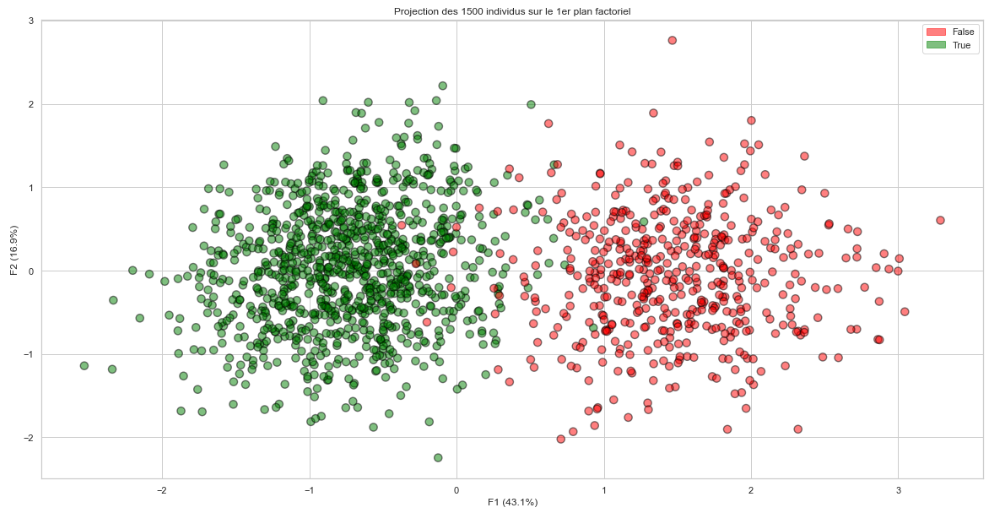 Projection des 1500 individus sur le 1er plan factoriel
False
True
3
2
1
0
−1
−2
F2 (16.9%)
−2
−1
0
1
2
3
F1 (43.1%)